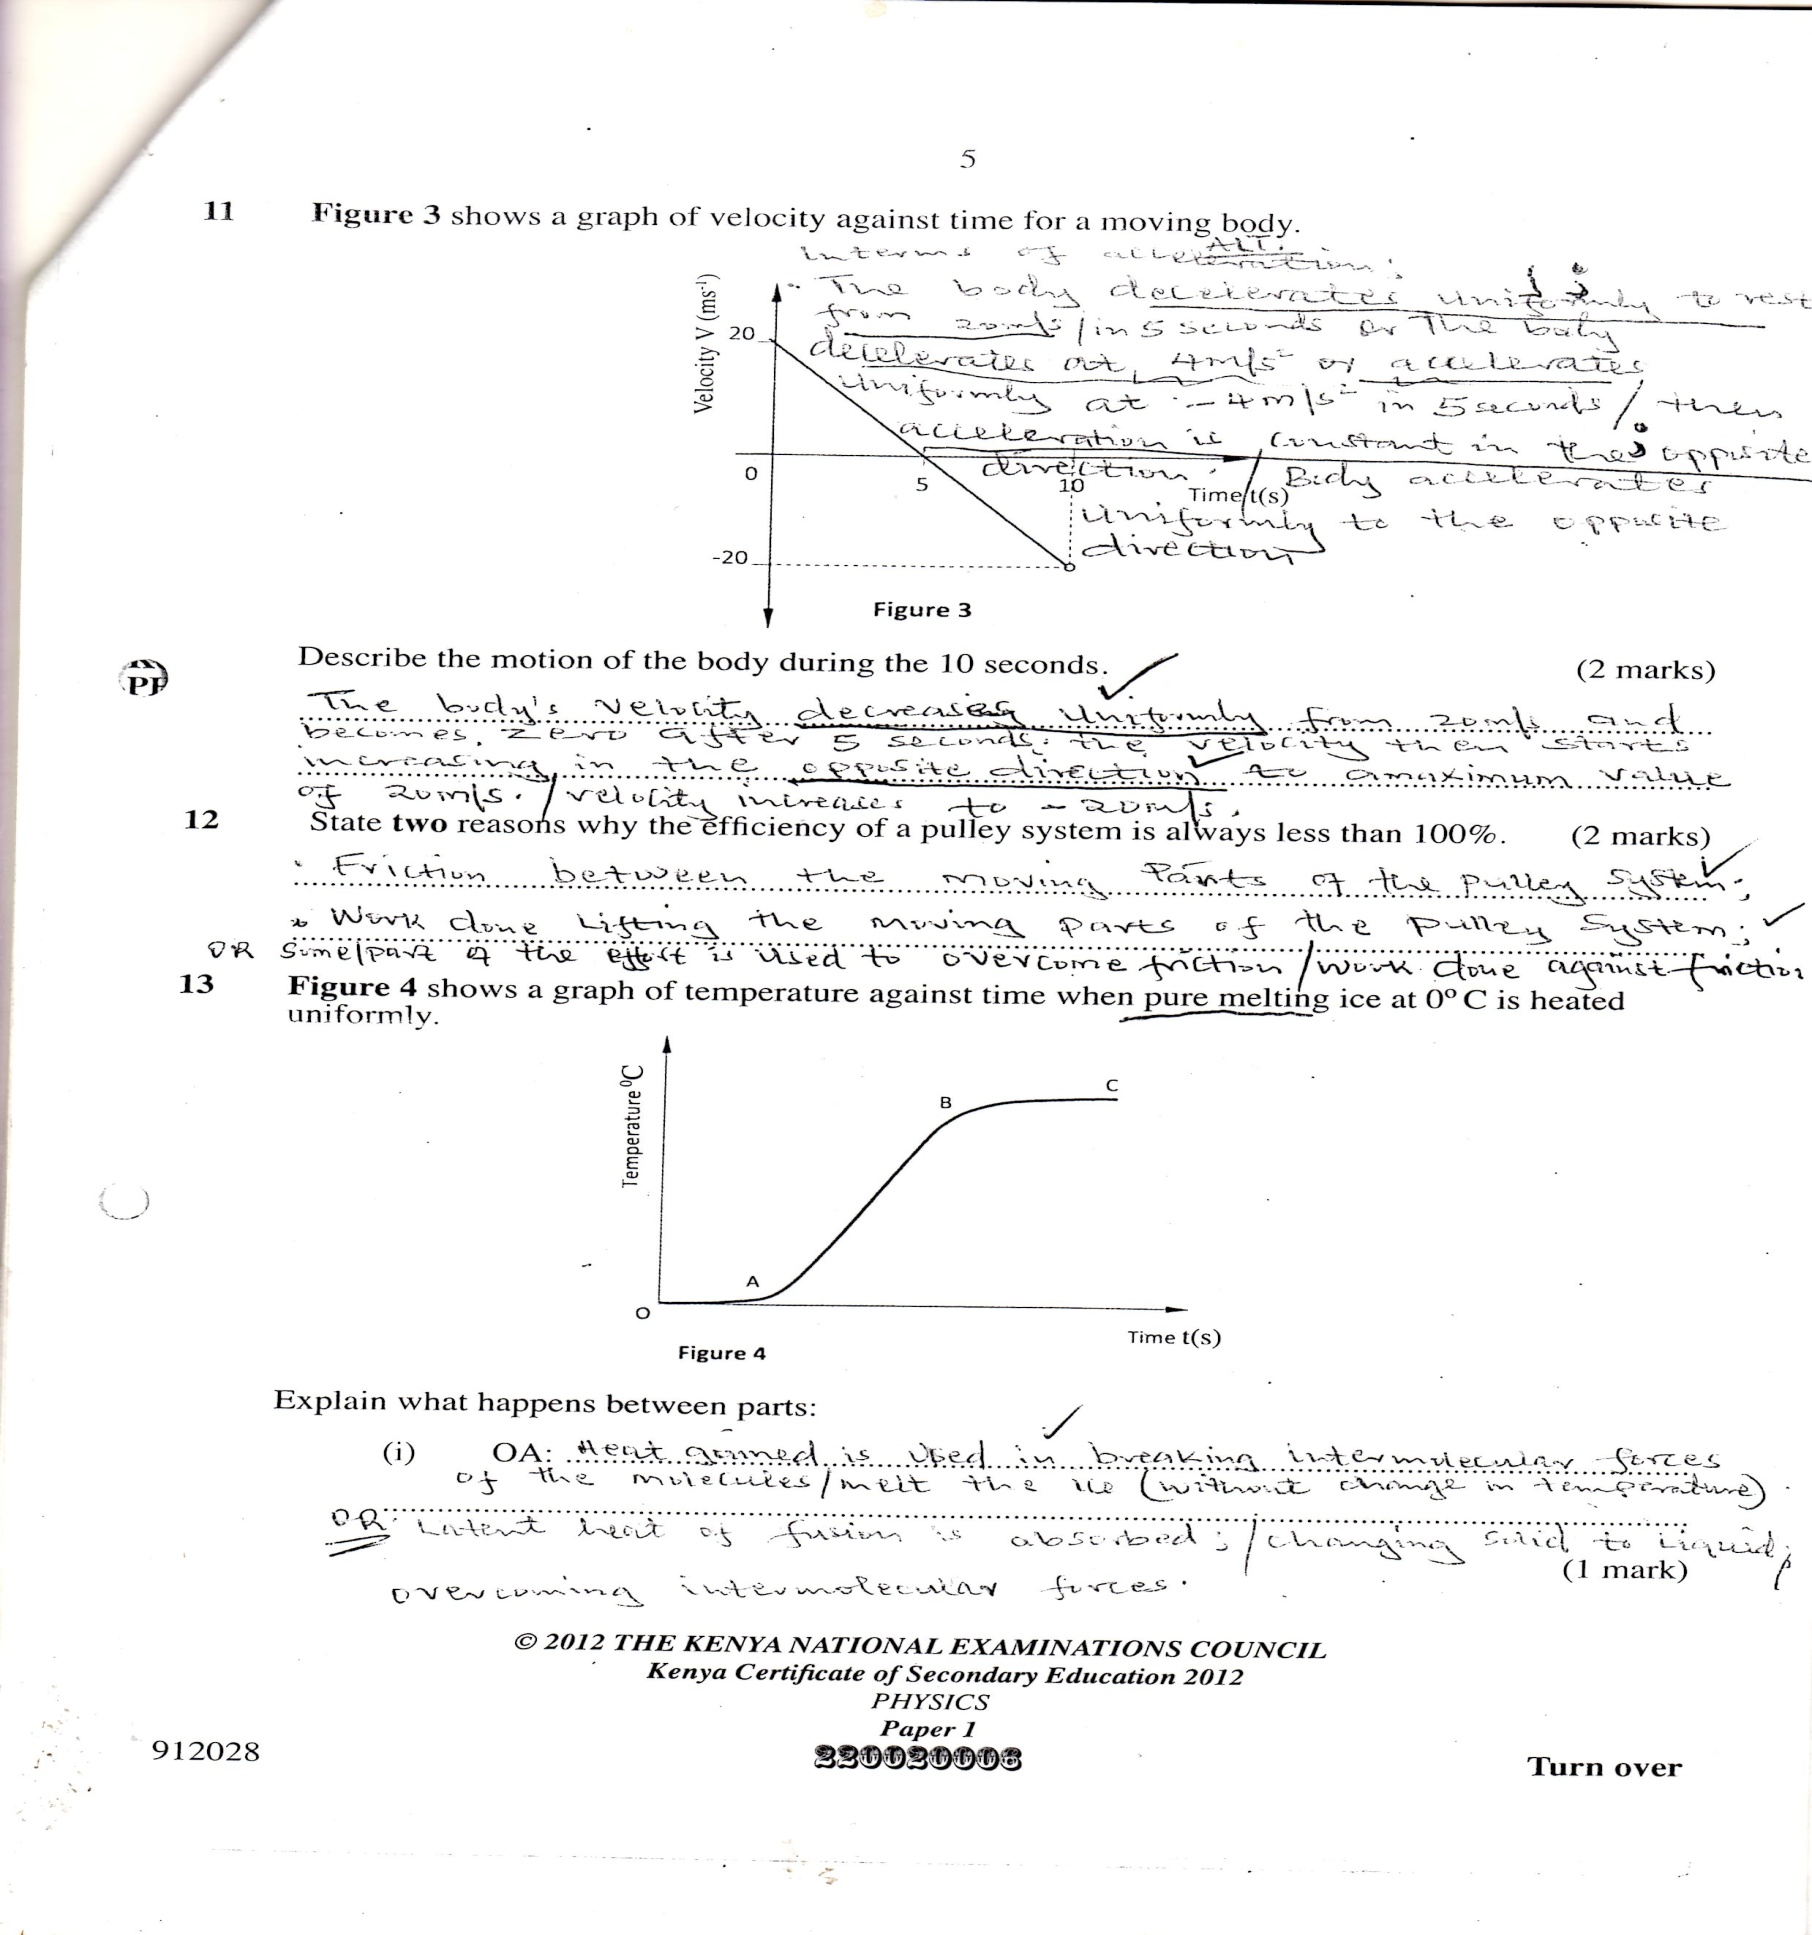 5
11 Figure 3 shows a graph of velocity against time for a moving body.
ALT:
Interms of acceleration:
The body decelerates uniformly to rest
from 20m/s/in 5 seconds or The body
decelerates at 4m/s² or accelerates
uniformly at -4m/s² in 5 seconds/ then
acceleration is constant in the opposite
direction. / Body accelerates
uniformly to the opposite
direction
Velocity V (ms⁻¹)
20
0
5
10
Time t(s)
-20
Figure 3
Describe the motion of the body during the 10 seconds. (2 marks)
The body's velocity decreases uniformly from 20m/s and
becomes zero after 5 seconds; the velocity then starts
increasing in the opposite direction to a maximum value
of 20m/s. / velocity increases to -20m/s.
12 State two reasons why the efficiency of a pulley system is always less than 100%. (2 marks)
Friction between the moving parts of the pulley system;
Work done lifting the moving parts of the pulley system;
OR Some/part of the effort is used to overcome friction/work done against friction
13 Figure 4 shows a graph of temperature against time when pure melting ice at 0° C is heated
uniformly.
Temperature ⁰C
A
B
C
O
Time t(s)
Figure 4
Explain what happens between parts:
(i) OA: Heat gained is used in breaking intermolecular forces
of the molecules/melt the ice (without change in temperature)
OR: Latent heat of fusion is absorbed; /changing solid to liquid;
(1 mark)
overcoming intermolecular forces.
© 2012 THE KENYA NATIONAL EXAMINATIONS COUNCIL
Kenya Certificate of Secondary Education 2012
PHYSICS
Paper 1
912028
220020006
Turn over